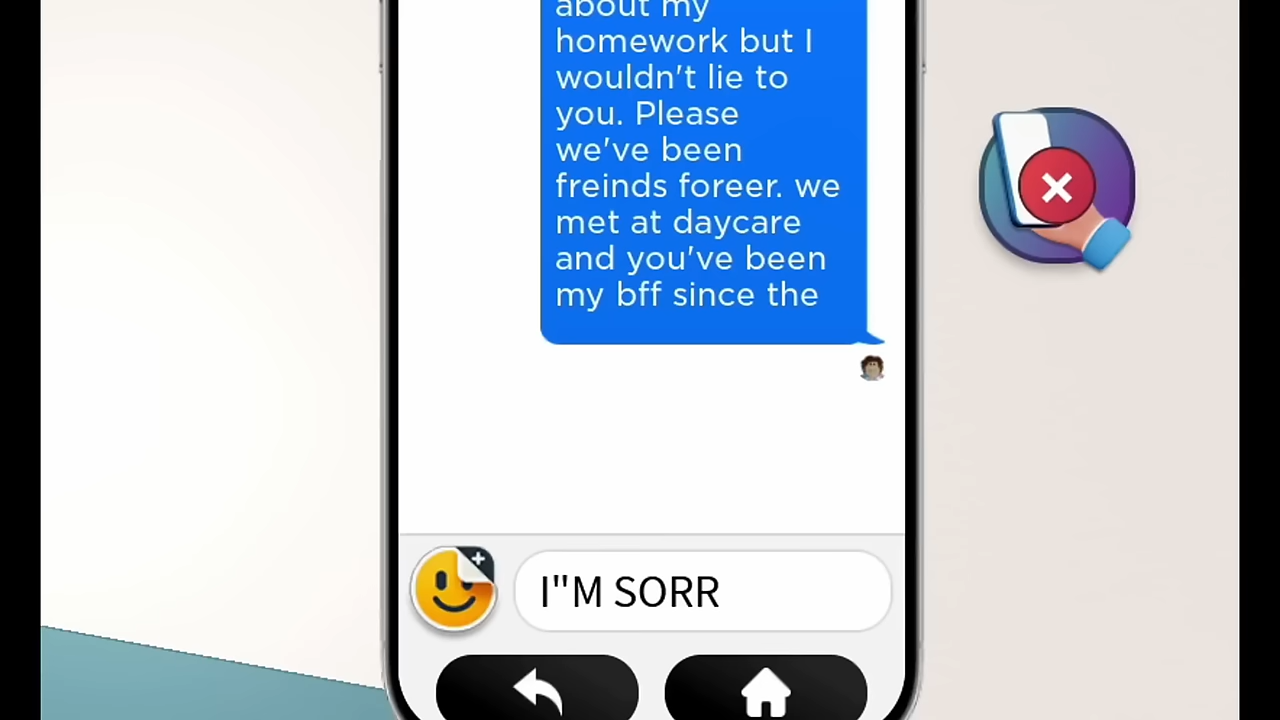 about my
homework but I
wouldn't lie to
you. Please
we've been
freinds foreer. we
met at daycare
and you've been
my bff since the
I"M SORR